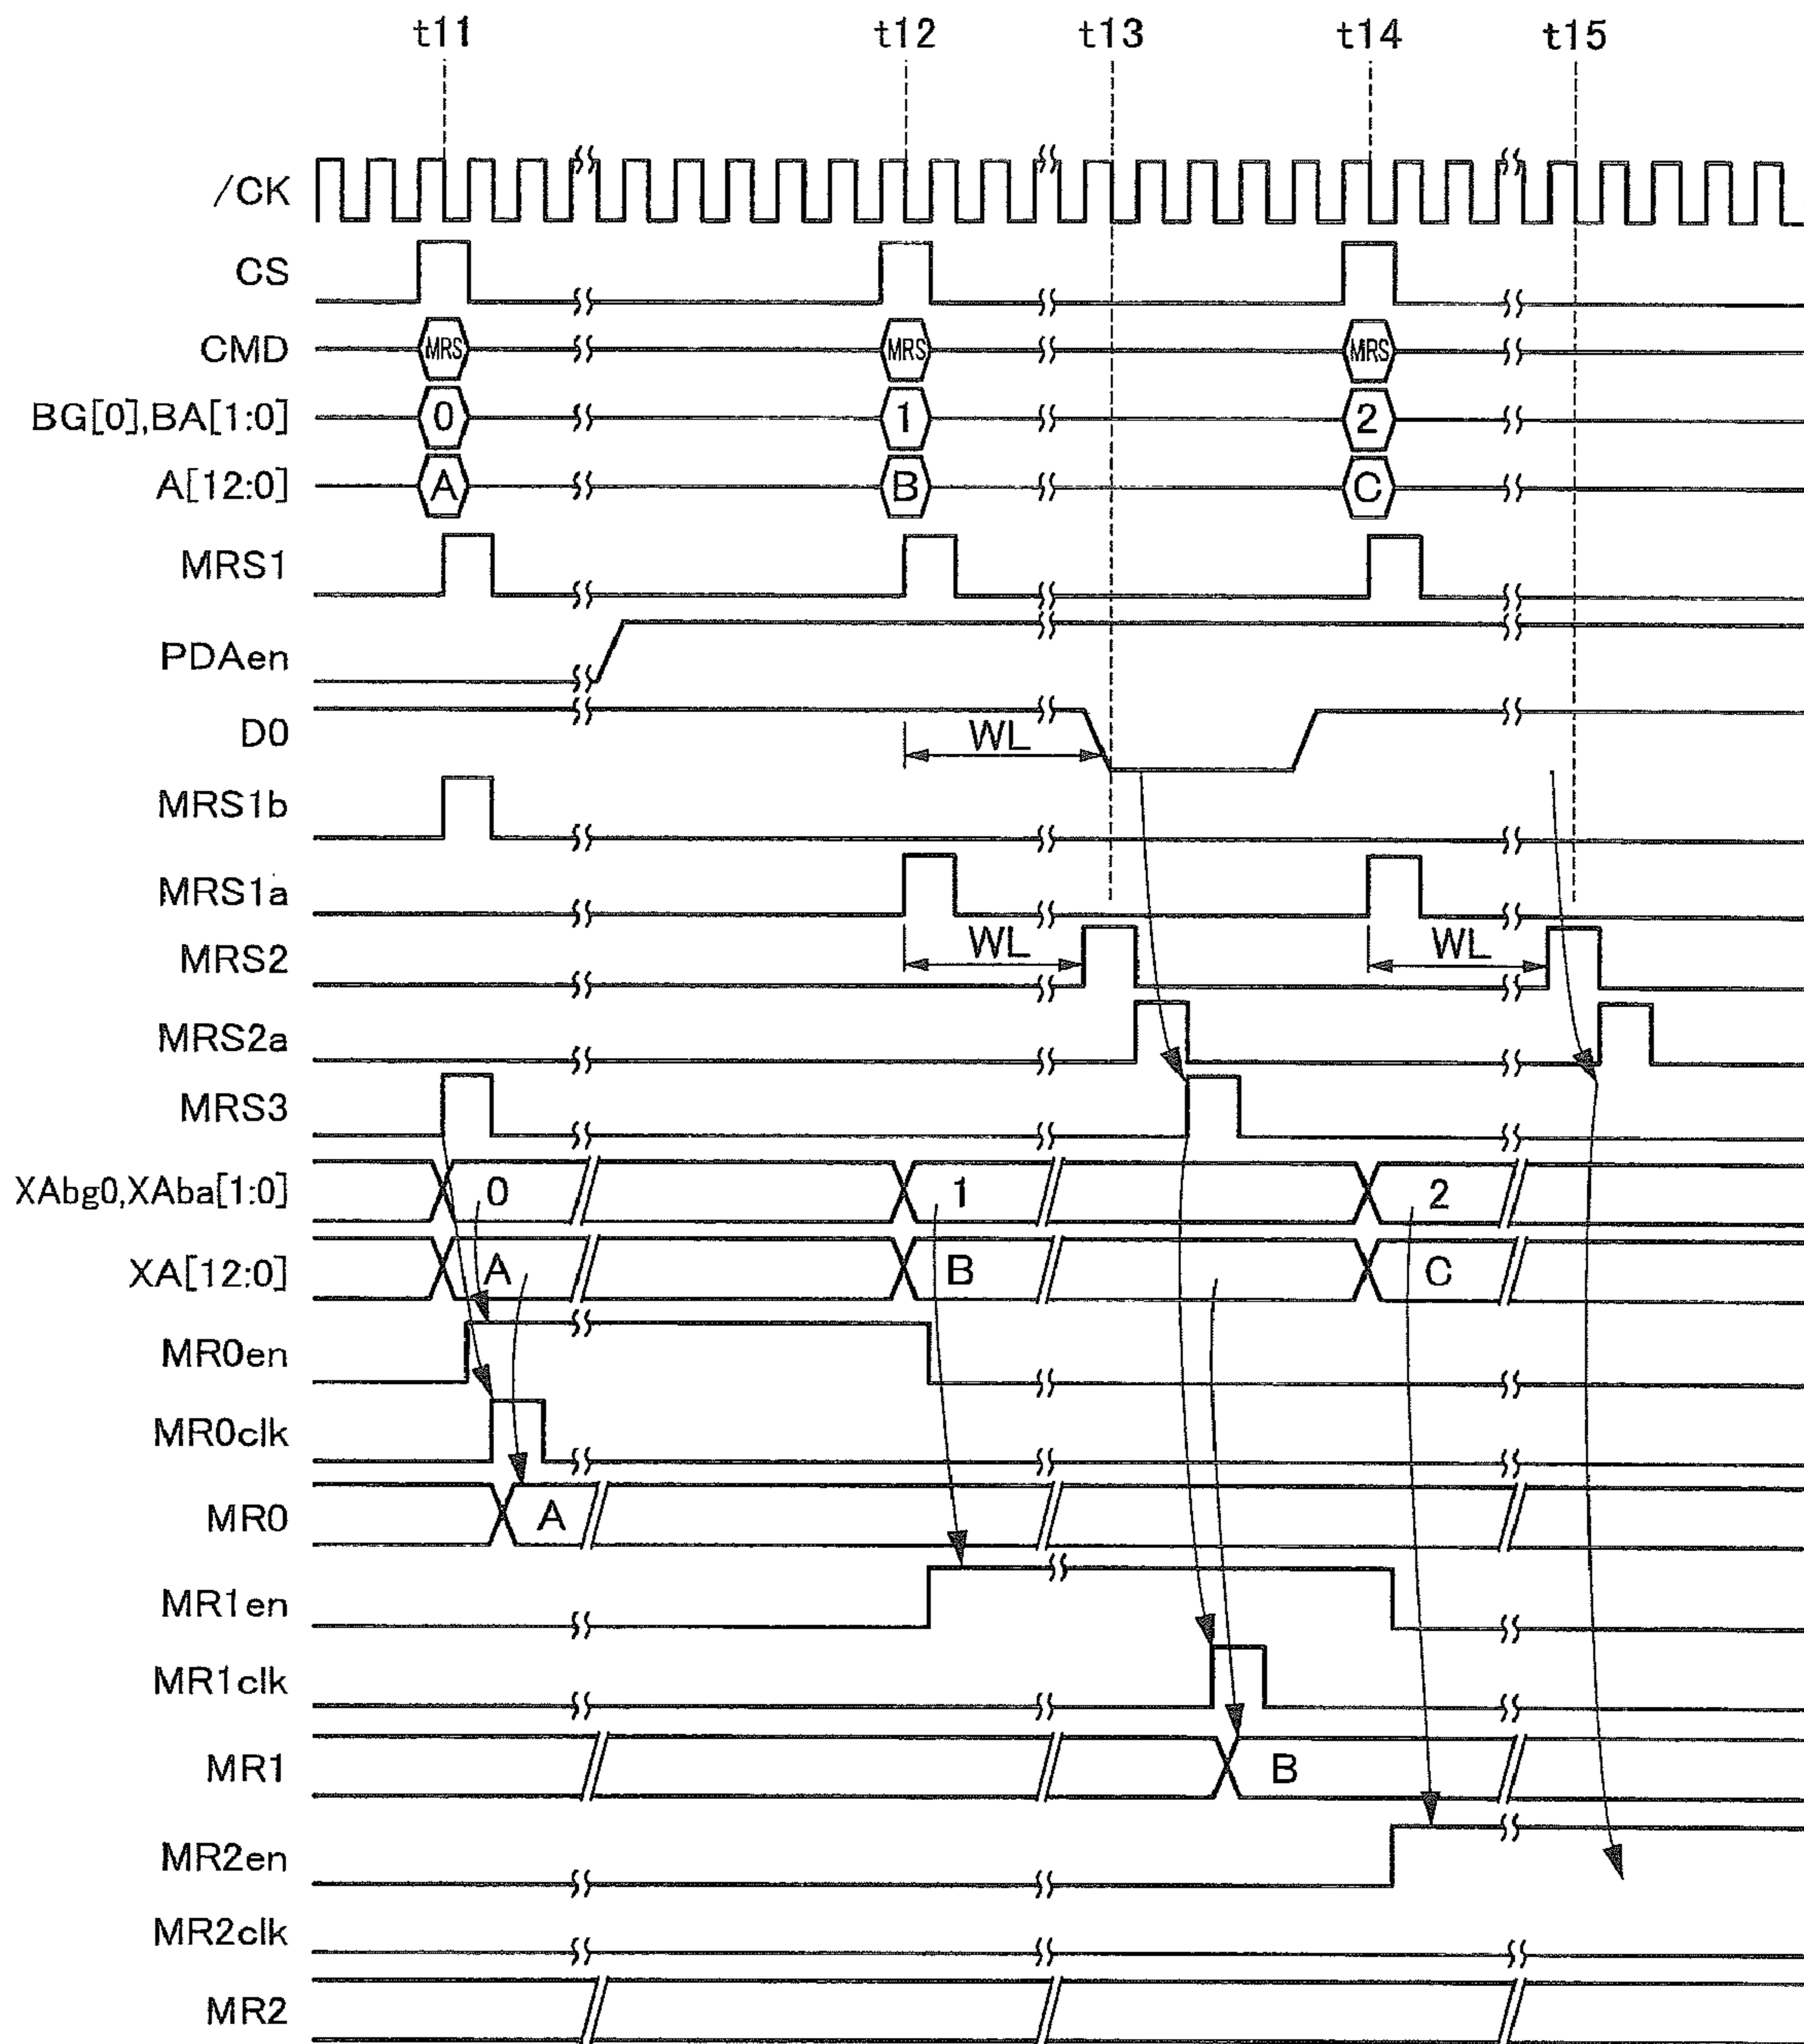 t11 t12 t13 t14 t15
/CK
CS
CMD MRS MRS MRS
BG[0],BA[1:0] 0 1 2
A[12:0] A B C
MRS1
PDAen
D0 WL
MRS1b
MRS1a
MRS2 WL WL
MRS2a
MRS3
XAbg0,XAba[1:0] 0 1 2
XA[12:0] A B C
MR0en
MR0clk
MR0 A
MR1en
MR1clk
MR1 B
MR2en
MR2clk
MR2